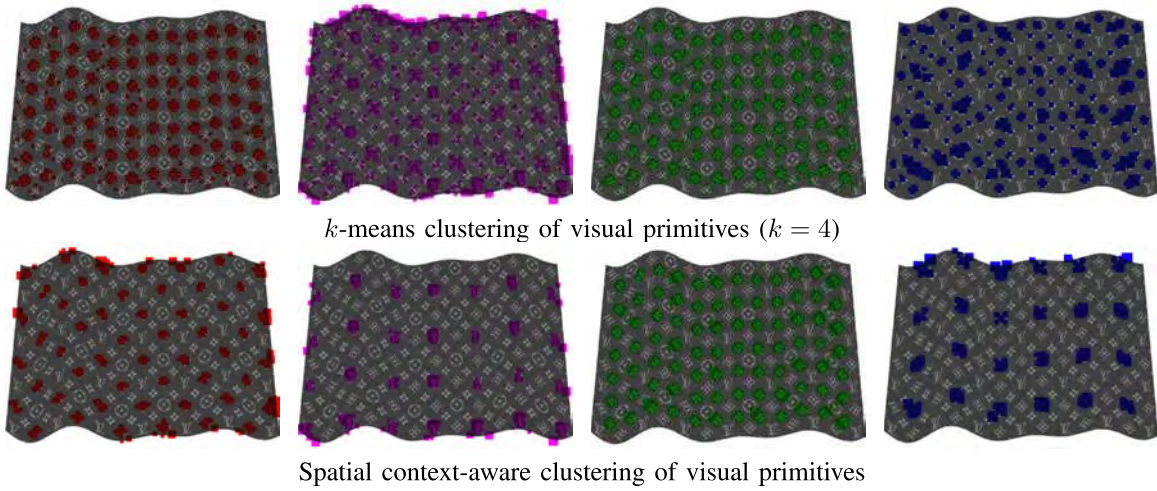 k-means clustering of visual primitives (k = 4)
Spatial context-aware clustering of visual primitives